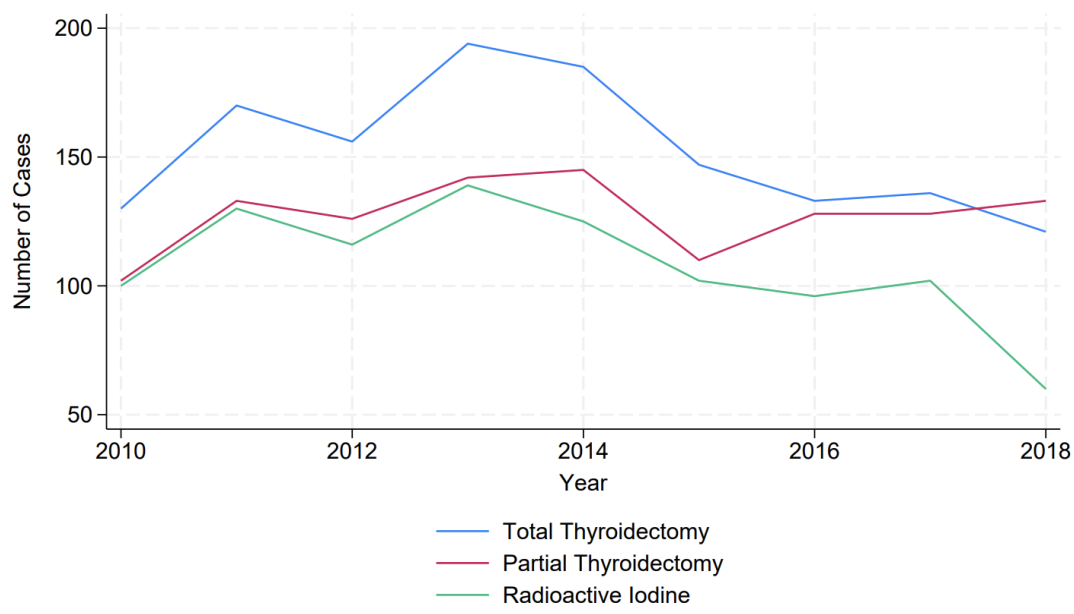 200
150
100
50
Number of Cases
2010 2012 2014 2016 2018
Year
Total Thyroidectomy
Partial Thyroidectomy
Radioactive Iodine